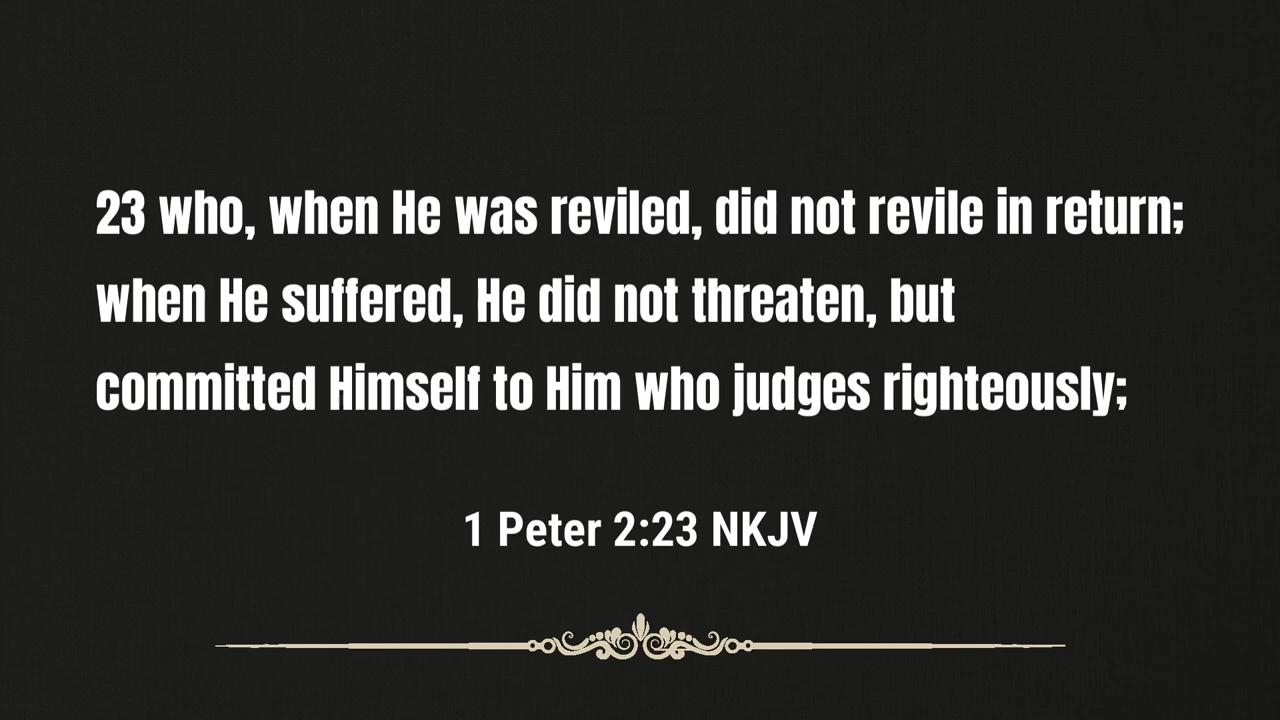 23 who, when He was reviled, did not revile in return;
when He suffered, He did not threaten, but
committed Himself to Him who judges righteously;
1 Peter 2:23 NKJV